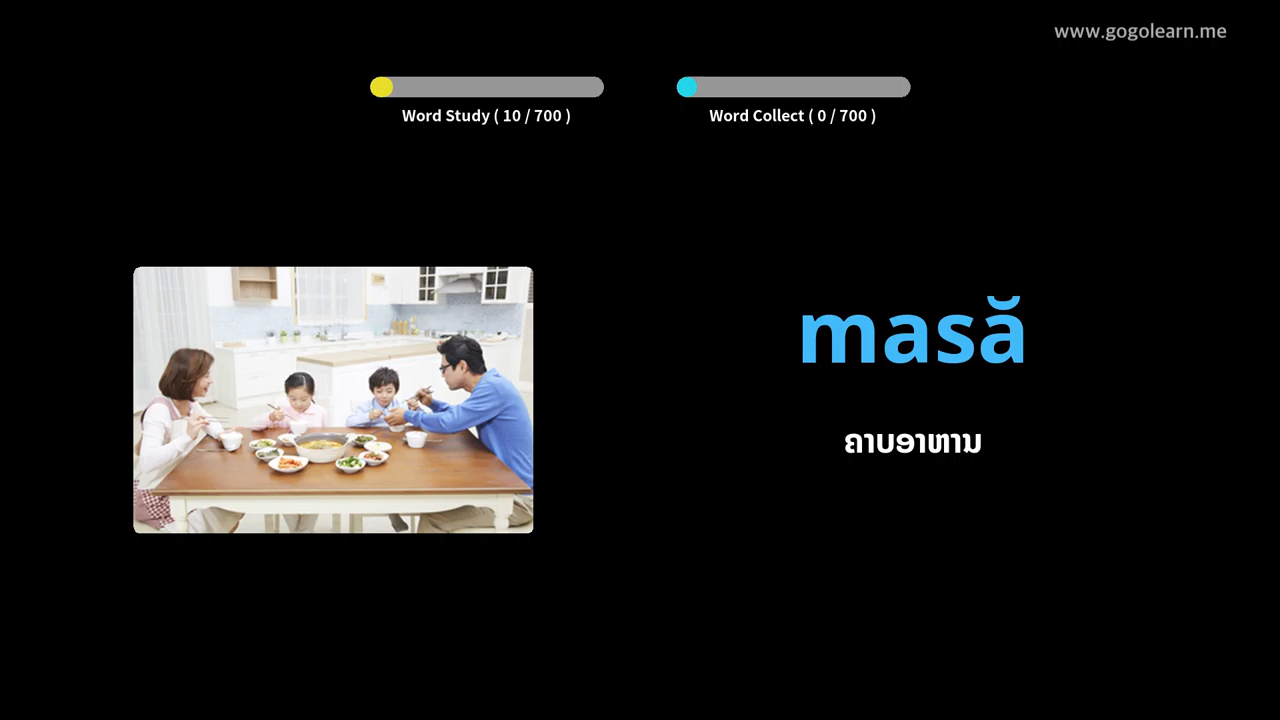 www.gogolearn.me
Word Study ( 10 / 700 )
Word Collect ( 0 / 700 )
masă
ຄາບອາຫານ